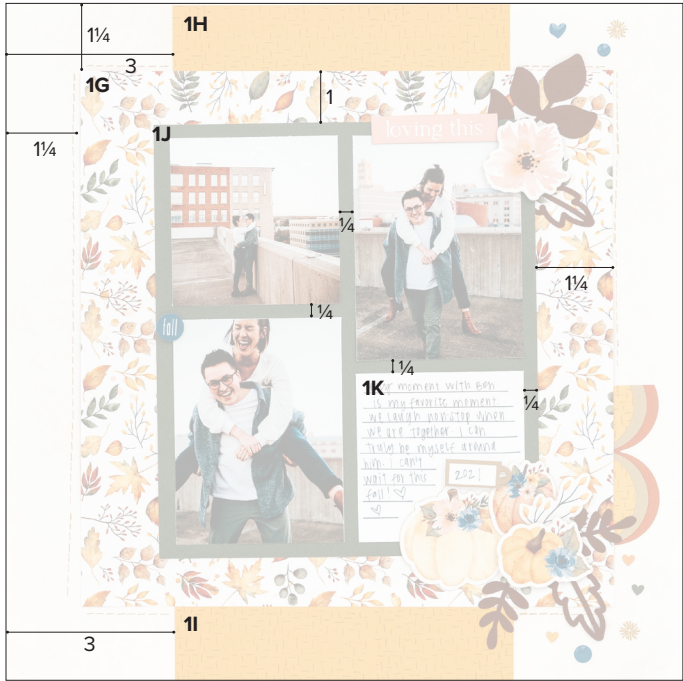 1H
1¼
3
1G
1
1J
loving this
1¼
¼
1¼
¼
fall
¼
1K
¼
moment with Ben
is my favorite moment.
we laugh nonstop when
we are together. I can
truly be myself around
him. I can't
wait for this
fall! ♡
♡
2021
1I
3